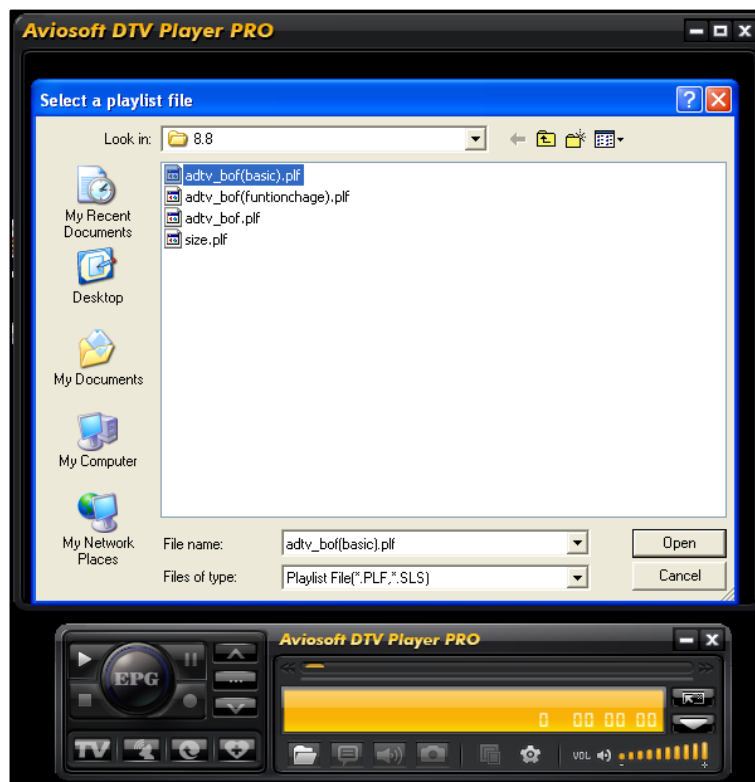 Aviosoft DTV Player PRO
Select a playlist file
Look in: 8.8
adtv_bof(basic).plf
adtv_bof(funtionchage).plf
adtv_bof.plf
size.plf
My Recent
Documents
Desktop
My Documents
My Computer
My Network
Places
File name: adtv_bof(basic).plf Open
Files of type: Playlist File(*.PLF,*.SLS) Cancel
Aviosoft DTV Player PRO
EPG
0 00 00 00
TV
VOL - +